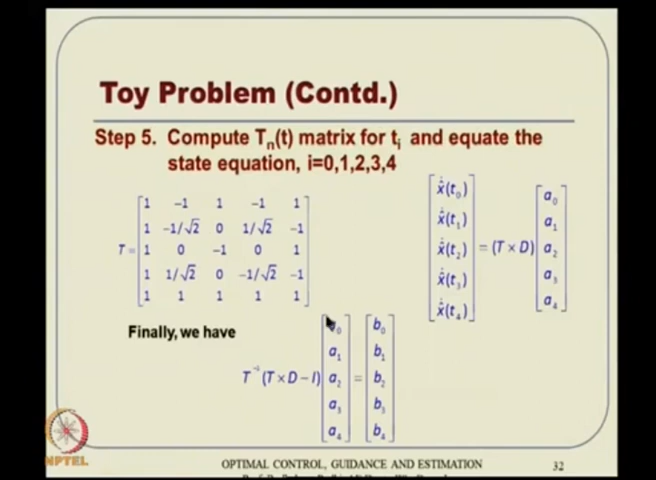 Toy Problem (Contd.)
Step 5. Compute Tₙ(t) matrix for tᵢ and equate the
state equation, i=0,1,2,3,4
T =
1 -1 1 -1 1
1 -1/√2 0 1/√2 -1
1 0 -1 0 1
1 1/√2 0 -1/√2 -1
1 1 1 1 1
ẋ(t₀)
ẋ(t₁)
ẋ(t₂)
ẋ(t₃)
ẋ(t₄)
= (T × D)
a₀
a₁
a₂
a₃
a₄
Finally, we have
T⁻¹(T × D - I)
a₀
a₁
a₂
a₃
a₄
=
b₀
b₁
b₂
b₃
b₄
NPTEL
OPTIMAL CONTROL, GUIDANCE AND ESTIMATION
32